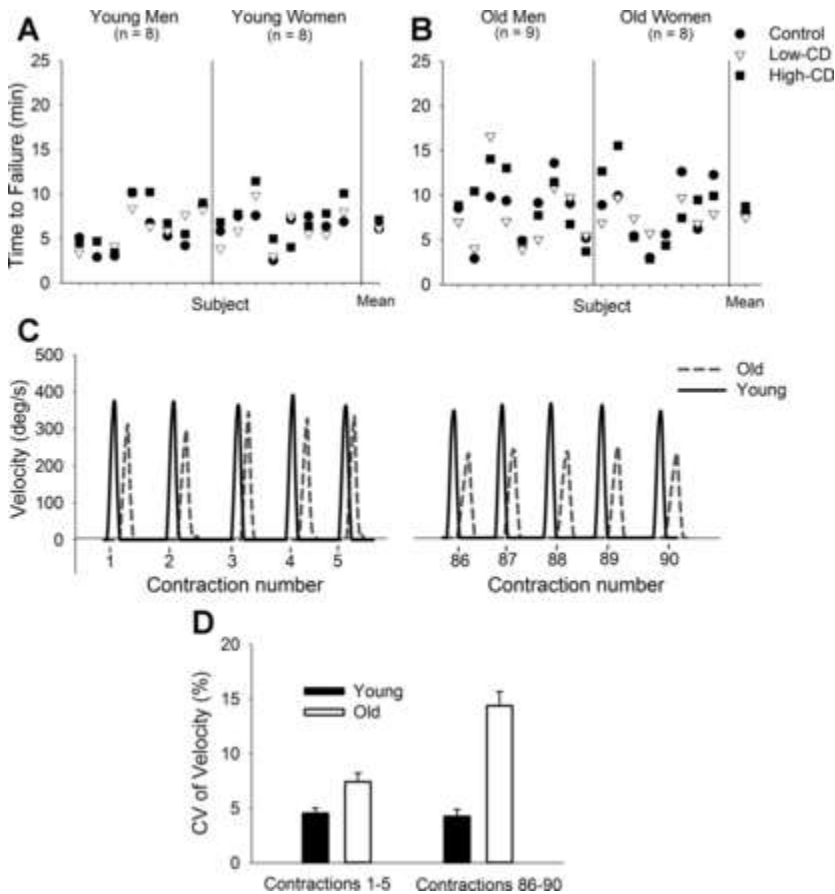 A
Young Men
(n = 8)
Young Women
(n = 8)
Time to Failure (min)
25
20
15
10
5
0
Subject
Mean
B
Old Men
(n = 9)
Old Women
(n = 8)
Control
Low-CD
High-CD
25
20
15
10
5
0
Subject
Mean
C
Velocity (deg/s)
500
400
300
200
100
0
1 2 3 4 5
Contraction number
Old
Young
86 87 88 89 90
Contraction number
D
CV of Velocity (%)
20
15
10
5
0
Young
Old
Contractions 1-5 Contractions 86-90